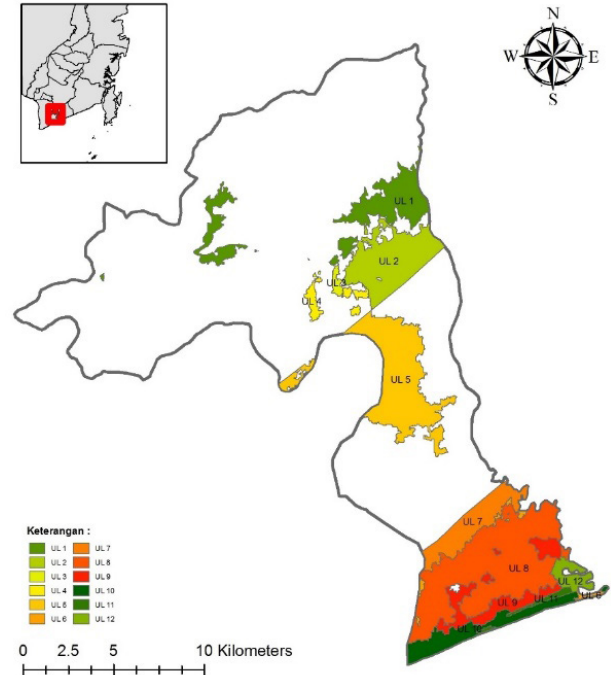 N
W E
S
UL 1
UL 2
UL 3
UL 4
UL 5
UL 7
UL 8
UL 12
UL 11
UL 6
UL 9
UL 10
Keterangan :
UL 1 UL 7
UL 2 UL 8
UL 3 UL 9
UL 4 UL 10
UL 5 UL 11
UL 6 UL 12
0 2.5 5 10 Kilometers